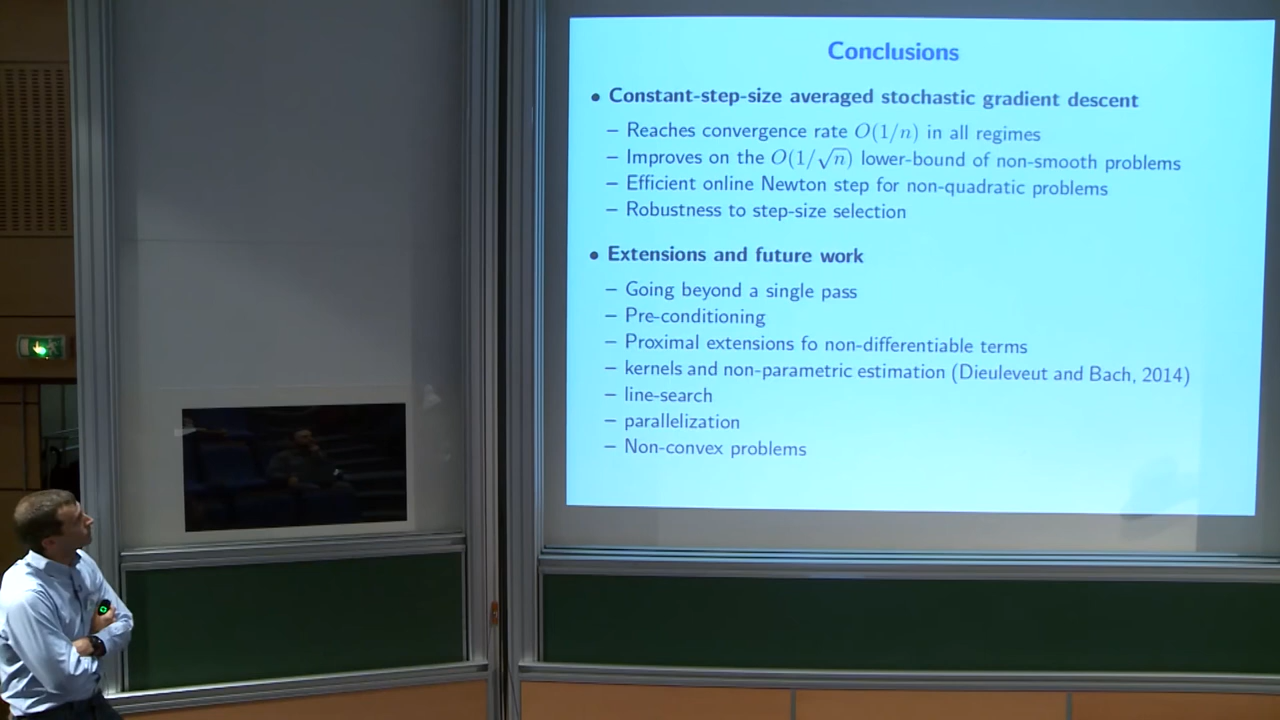 Conclusions
• Constant-step-size averaged stochastic gradient descent
– Reaches convergence rate O(1/n) in all regimes
– Improves on the O(1/√n) lower-bound of non-smooth problems
– Efficient online Newton step for non-quadratic problems
– Robustness to step-size selection
• Extensions and future work
– Going beyond a single pass
– Pre-conditioning
– Proximal extensions fo non-differentiable terms
– kernels and non-parametric estimation (Dieuleveut and Bach, 2014)
– line-search
– parallelization
– Non-convex problems